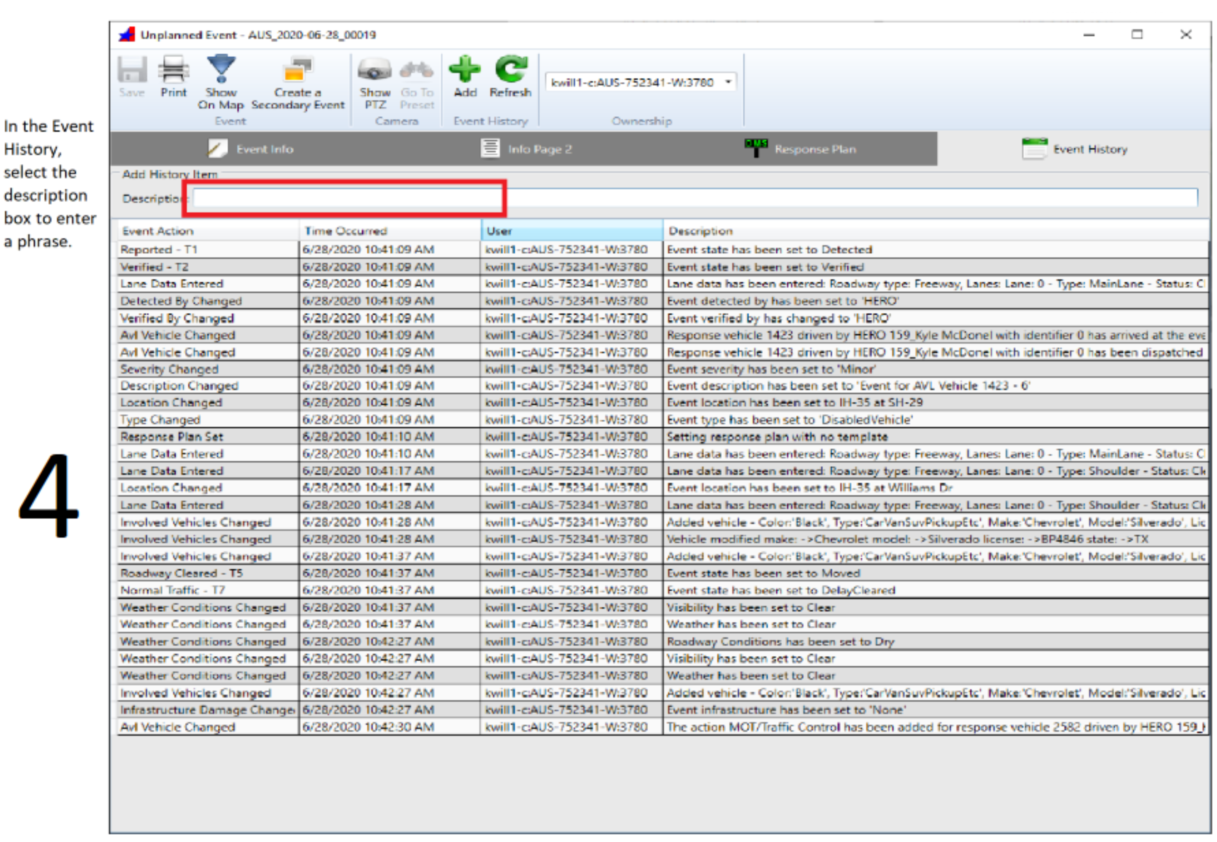 Unplanned Event - AUS_2020-06-28_00019
Save Print Show On Map Create a Secondary Event Show PTZ Go To Preset Add Refresh kwill1-c:AUS-752341-W:3780
Event Camera Event History Ownership
In the Event
History,
select the
description
box to enter
a phrase.
4
Event Info Info Page 2 DMS Response Plan Event History
Add History Item
Description:
Event Action Time Occurred User Description
Reported - T1 6/28/2020 10:41:09 AM kwill1-c:AUS-752341-W:3780 Event state has been set to Detected
Verified - T2 6/28/2020 10:41:09 AM kwill1-c:AUS-752341-W:3780 Event state has been set to Verified
Lane Data Entered 6/28/2020 10:41:09 AM kwill1-c:AUS-752341-W:3780 Lane data has been entered: Roadway type: Freeway, Lanes: Lane: 0 - Type: MainLane - Status: C
Detected By Changed 6/28/2020 10:41:09 AM kwill1-c:AUS-752341-W:3780 Event detected by has been set to 'HERO'
Verified By Changed 6/28/2020 10:41:09 AM kwill1-c:AUS-752341-W:3780 Event verified by has changed to 'HERO'
Avl Vehicle Changed 6/28/2020 10:41:09 AM kwill1-c:AUS-752341-W:3780 Response vehicle 1423 driven by HERO 159_Kyle McDonel with identifier 0 has arrived at the eve
Avl Vehicle Changed 6/28/2020 10:41:09 AM kwill1-c:AUS-752341-W:3780 Response vehicle 1423 driven by HERO 159_Kyle McDonel with identifier 0 has been dispatched
Severity Changed 6/28/2020 10:41:09 AM kwill1-c:AUS-752341-W:3780 Event severity has been set to 'Minor'
Description Changed 6/28/2020 10:41:09 AM kwill1-c:AUS-752341-W:3780 Event description has been set to 'Event for AVL Vehicle 1423 - 6'
Location Changed 6/28/2020 10:41:09 AM kwill1-c:AUS-752341-W:3780 Event location has been set to IH-35 at SH-29
Type Changed 6/28/2020 10:41:09 AM kwill1-c:AUS-752341-W:3780 Event type has been set to 'DisabledVehicle'
Response Plan Set 6/28/2020 10:41:10 AM kwill1-c:AUS-752341-W:3780 Setting response plan with no template
Lane Data Entered 6/28/2020 10:41:10 AM kwill1-c:AUS-752341-W:3780 Lane data has been entered: Roadway type: Freeway, Lanes: Lane: 0 - Type: MainLane - Status: C
Lane Data Entered 6/28/2020 10:41:17 AM kwill1-c:AUS-752341-W:3780 Lane data has been entered: Roadway type: Freeway, Lanes: Lane: 0 - Type: Shoulder - Status: Cle
Location Changed 6/28/2020 10:41:17 AM kwill1-c:AUS-752341-W:3780 Event location has been set to IH-35 at Williams Dr
Lane Data Entered 6/28/2020 10:41:28 AM kwill1-c:AUS-752341-W:3780 Lane data has been entered: Roadway type: Freeway, Lanes: Lane: 0 - Type: Shoulder - Status: Cle
Involved Vehicles Changed 6/28/2020 10:41:28 AM kwill1-c:AUS-752341-W:3780 Added vehicle - Color:'Black', Type:'CarVanSuvPickupEtc', Make:'Chevrolet', Model:'Silverado', Lic
Involved Vehicles Changed 6/28/2020 10:41:28 AM kwill1-c:AUS-752341-W:3780 Vehicle modified make: ->Chevrolet model: ->Silverado license: ->BP4846 state: ->TX
Involved Vehicles Changed 6/28/2020 10:41:37 AM kwill1-c:AUS-752341-W:3780 Added vehicle - Color:'Black', Type:'CarVanSuvPickupEtc', Make:'Chevrolet', Model:'Silverado', Lic
Roadway Cleared - T5 6/28/2020 10:41:37 AM kwill1-c:AUS-752341-W:3780 Event state has been set to Moved
Normal Traffic - T7 6/28/2020 10:41:37 AM kwill1-c:AUS-752341-W:3780 Event state has been set to DelayCleared
Weather Conditions Changed 6/28/2020 10:41:37 AM kwill1-c:AUS-752341-W:3780 Visibility has been set to Clear
Weather Conditions Changed 6/28/2020 10:41:37 AM kwill1-c:AUS-752341-W:3780 Weather has been set to Clear
Weather Conditions Changed 6/28/2020 10:42:27 AM kwill1-c:AUS-752341-W:3780 Roadway Conditions has been set to Dry
Weather Conditions Changed 6/28/2020 10:42:27 AM kwill1-c:AUS-752341-W:3780 Visibility has been set to Clear
Weather Conditions Changed 6/28/2020 10:42:27 AM kwill1-c:AUS-752341-W:3780 Weather has been set to Clear
Involved Vehicles Changed 6/28/2020 10:42:27 AM kwill1-c:AUS-752341-W:3780 Added vehicle - Color:'Black', Type:'CarVanSuvPickupEtc', Make:'Chevrolet', Model:'Silverado', Lic
Infrastructure Damage Change 6/28/2020 10:42:27 AM kwill1-c:AUS-752341-W:3780 Event infrastructure has been set to 'None'
Avl Vehicle Changed 6/28/2020 10:42:30 AM kwill1-c:AUS-752341-W:3780 The action MOT/Traffic Control has been added for response vehicle 2582 driven by HERO 159_